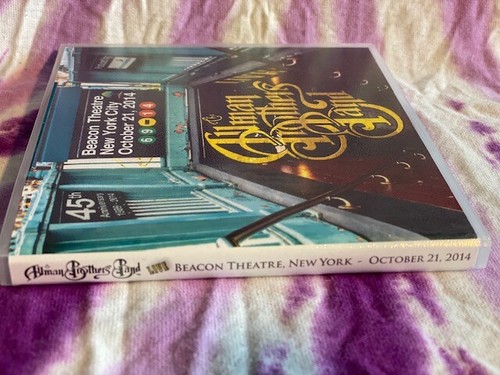 Beacon Theatre
New York City
October 21, 2014
6 9 1 4
45th
Anniversary
The
Allman
Brothers
Band
Allman Brothers Band LIVE BEACON THEATRE, NEW YORK - OCTOBER 21, 2014